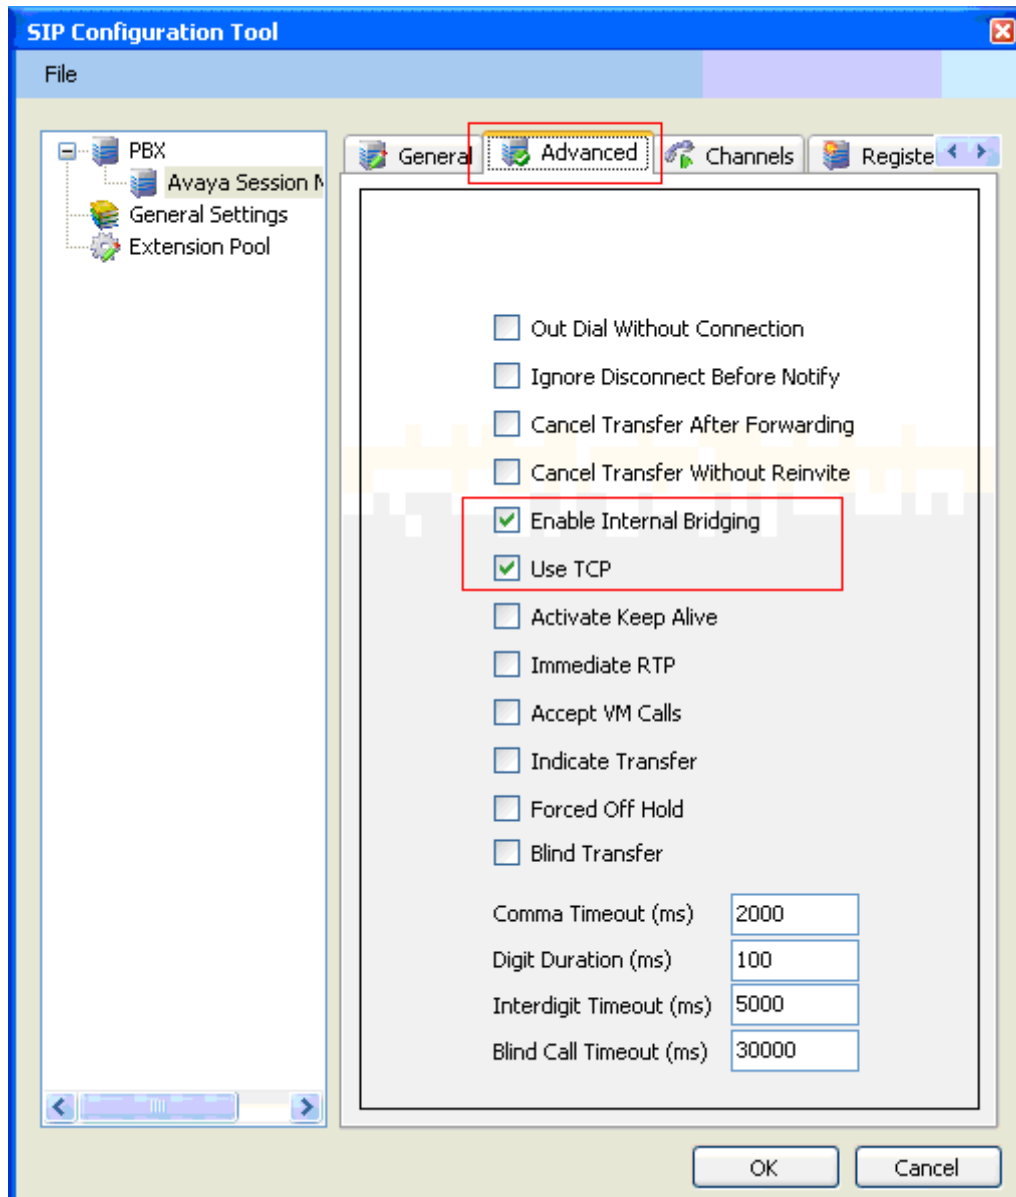 SIP Configuration Tool
File
PBX
Avaya Session
General Settings
Extension Pool
General
Advanced
Channels
Registe
Out Dial Without Connection
Ignore Disconnect Before Notify
Cancel Transfer After Forwarding
Cancel Transfer Without Reinvite
Enable Internal Bridging
Use TCP
Activate Keep Alive
Immediate RTP
Accept VM Calls
Indicate Transfer
Forced Off Hold
Blind Transfer
Comma Timeout (ms) 2000
Digit Duration (ms) 100
Interdigit Timeout (ms) 5000
Blind Call Timeout (ms) 30000
OK Cancel